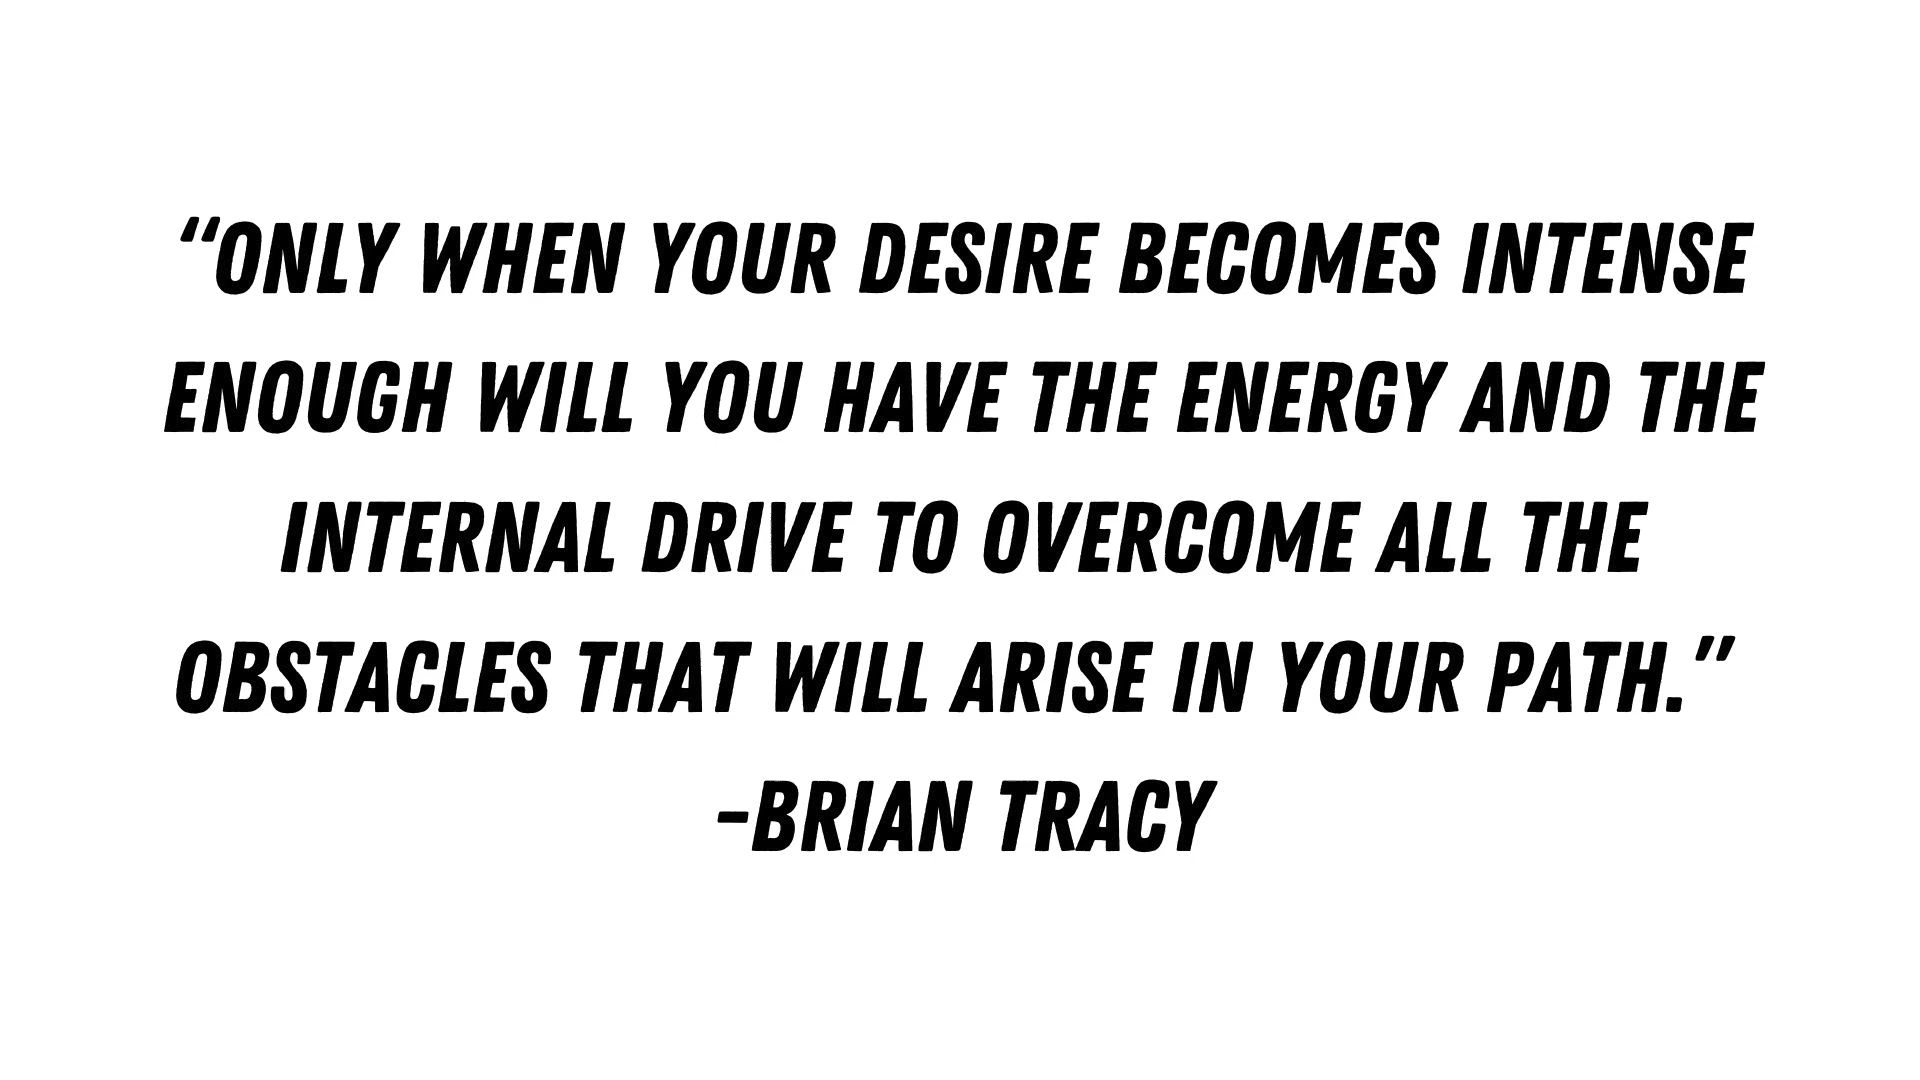 “ONLY WHEN YOUR DESIRE BECOMES INTENSE
ENOUGH WILL YOU HAVE THE ENERGY AND THE
INTERNAL DRIVE TO OVERCOME ALL THE
OBSTACLES THAT WILL ARISE IN YOUR PATH.”
-BRIAN TRACY